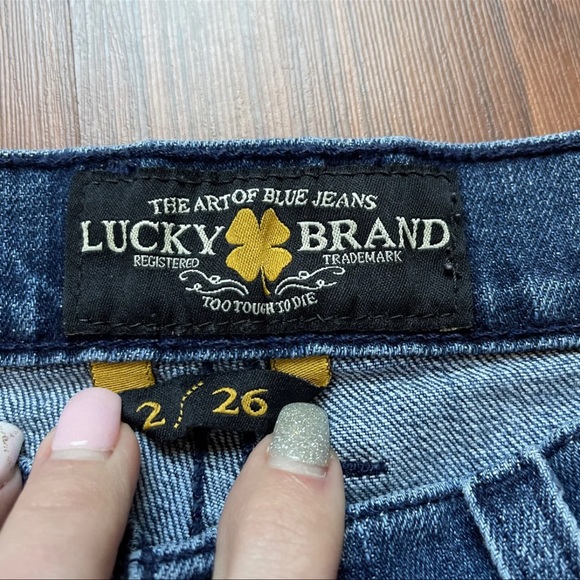 THE ART OF BLUE JEANS
LUCKY BRAND
REGISTERED TRADEMARK
TOO TOUGH TO DIE
2 / 26